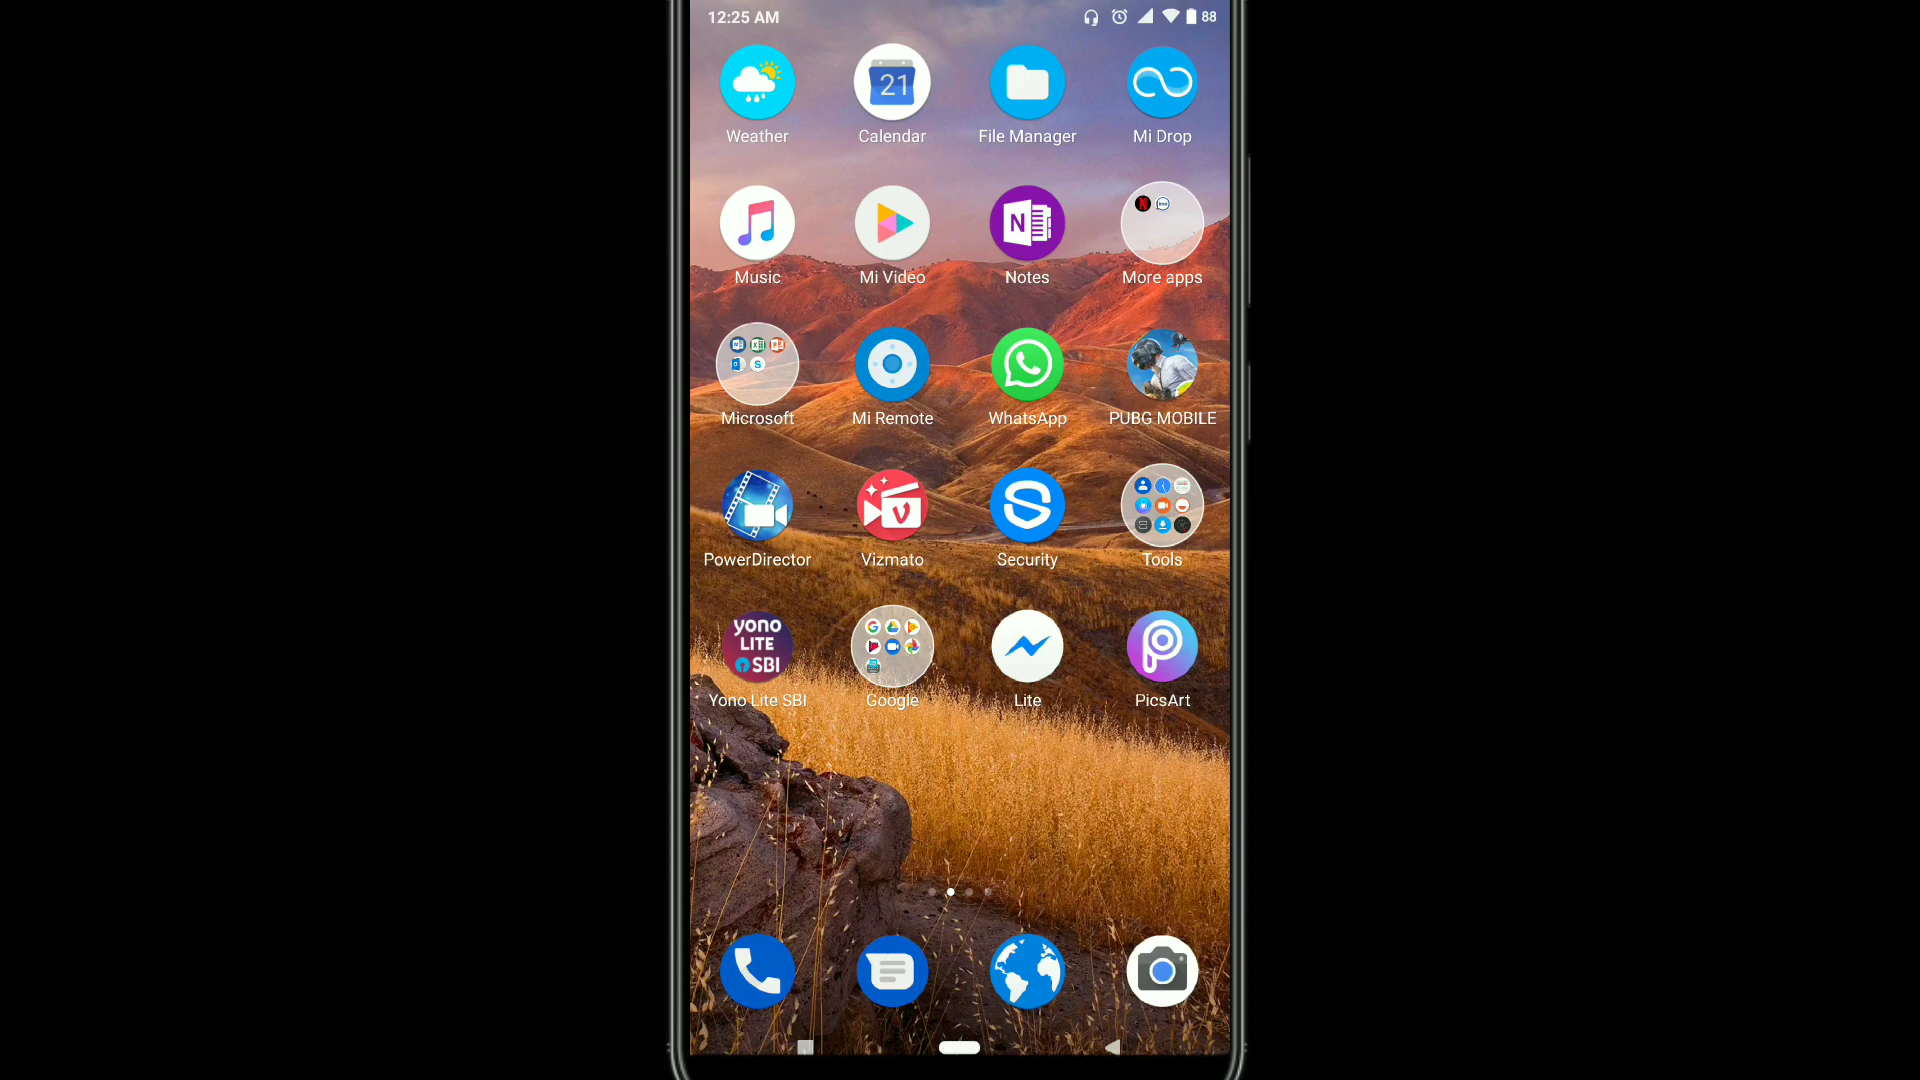 12:25 AM 88
21
Weather Calendar File Manager Mi Drop
N
Music Mi Video Notes More apps
S
Microsoft Mi Remote WhatsApp PUBG MOBILE
V
PowerDirector Vizmato Security Tools
yono
LITE
SBI
Yono Lite SBI Google Lite PicsArt